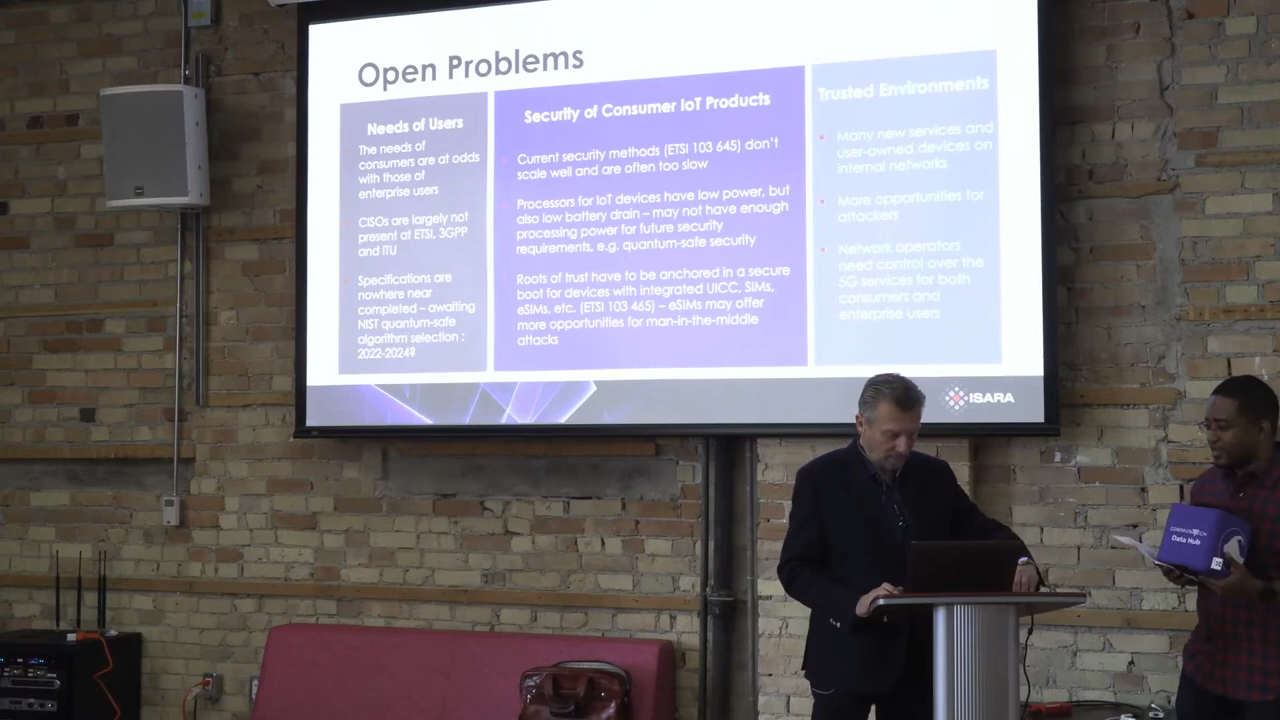 Open Problems
Needs of Users
The needs of
consumers are at odds
with those of
enterprise users
CISOs are largely not
present at ETSI, 3GPP
and ITU
Specifications are
nowhere near
completed – awaiting
NIST quantum-safe
algorithm selection :
2022-2024?
Security of Consumer IoT Products
Current security methods (ETSI 103 645) don't
scale well and are often too slow
Processors for IoT devices have low power, but
also low battery drain – may not have enough
processing power for future security
requirements, e.g. quantum-safe security
Roots of trust have to be anchored in a secure
boot for devices with integrated UICC, SIMs,
eSIMs, etc. (ETSI 103 465) – eSIMs may offer
more opportunities for man-in-the-middle
attacks
Trusted Environments
Many new services and
user-owned devices on
internal networks
More opportunities for
attackers
Network operators
need control over the
5G services for both
consumers and
enterprise users
ISARA
COMMUNITECH
Data Hub